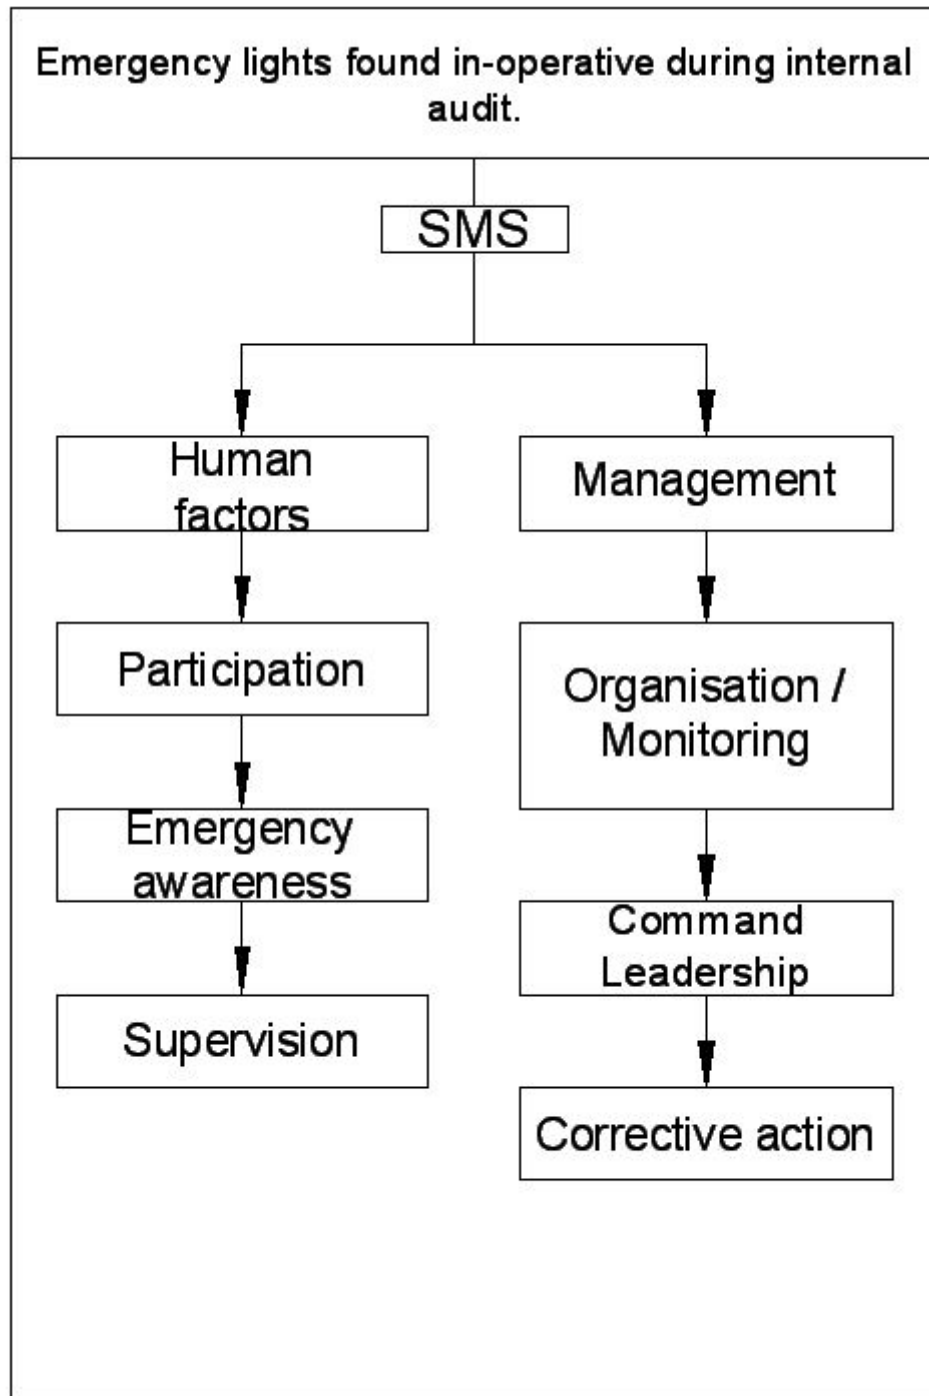 Emergency lights found in-operative during internal
audit.
SMS
Human
factors
Management
Participation
Organisation /
Monitoring
Emergency
awareness
Command
Leadership
Supervision
Corrective action